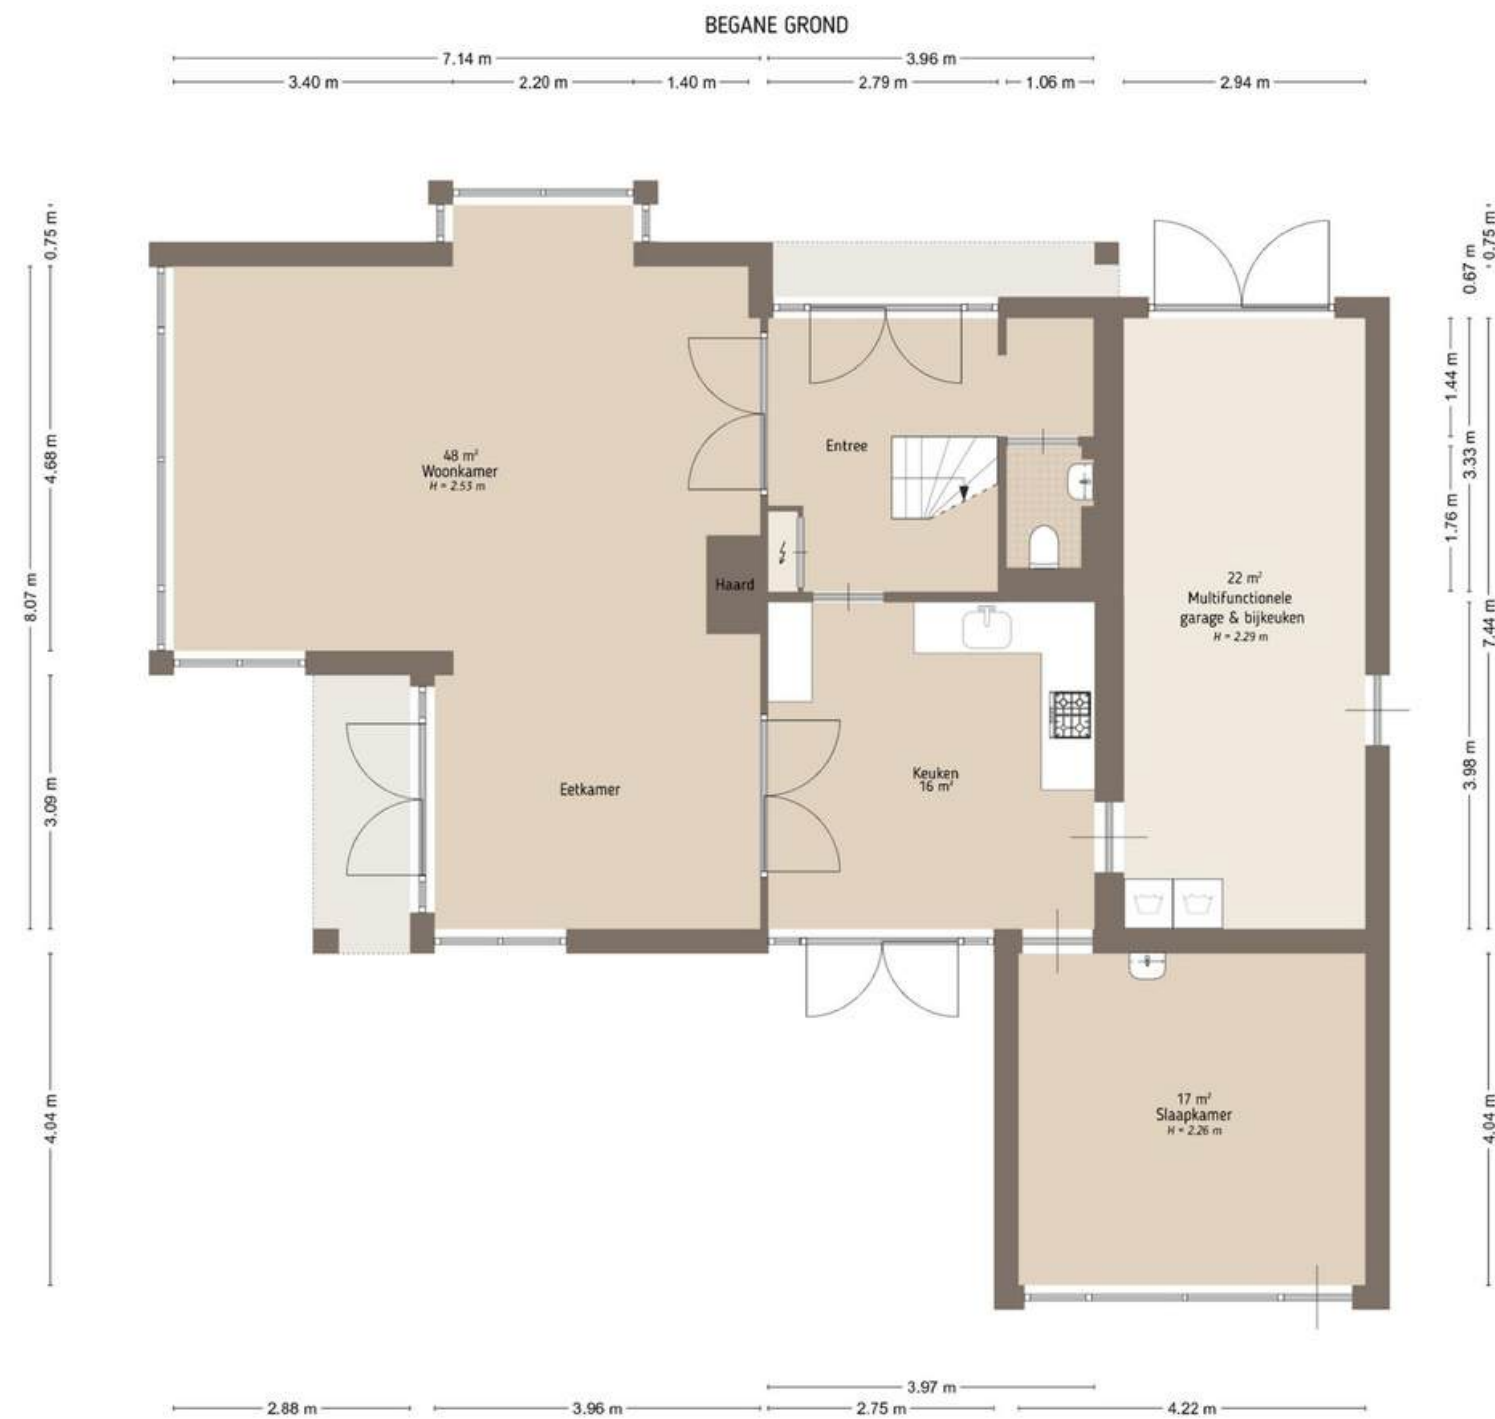 BEGANE GROND
7.14 m
3.96 m
3.40 m
2.20 m
1.40 m
2.79 m
1.06 m
2.94 m
0.75 m
0.75 m
0.67 m
8.07 m
4.68 m
3.09 m
4.04 m
1.44 m
3.33 m
1.76 m
7.44 m
3.98 m
4.04 m
48 m²
Woonkamer
H = 2.53 m
Entree
Haard
22 m²
Multifunctionele
garage & bijkeuken
H = 2.29 m
Eetkamer
Keuken
16 m²
17 m²
Slaapkamer
H = 2.26 m
3.97 m
2.88 m
3.96 m
2.75 m
4.22 m